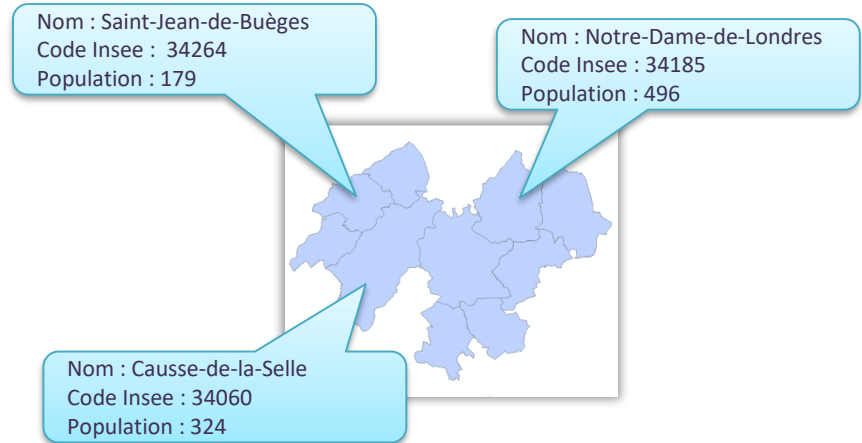 Nom : Saint-Jean-de-Buèges
Code Insee : 34264
Population : 179
Nom : Notre-Dame-de-Londres
Code Insee : 34185
Population : 496
Nom : Causse-de-la-Selle
Code Insee : 34060
Population : 324